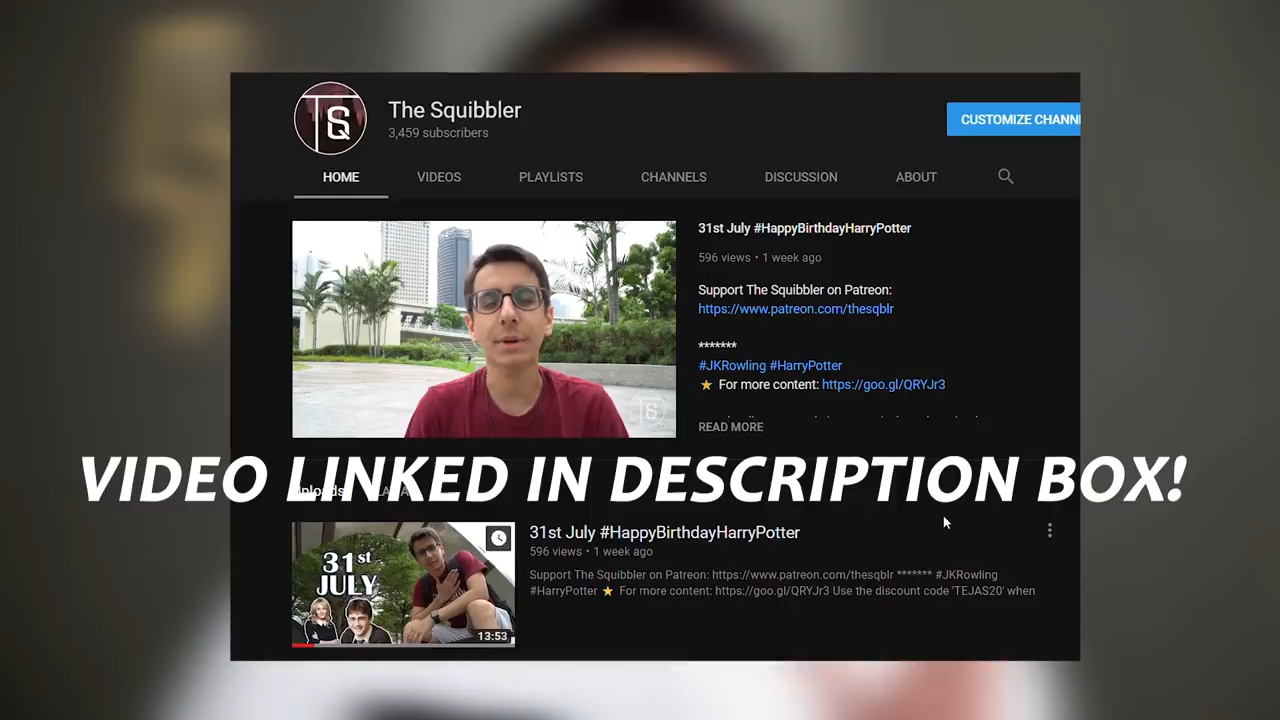 The Squibbler
3,459 subscribers
CUSTOMIZE CHANN
HOME VIDEOS PLAYLISTS CHANNELS DISCUSSION ABOUT
31st July #HappyBirthdayHarryPotter
596 views • 1 week ago
Support The Squibbler on Patreon:
https://www.patreon.com/thesqblr
*******
#JKRowling #HarryPotter
⭐ For more content: https://goo.gl/QRYJr3
READ MORE
VIDEO LINKED IN DESCRIPTION BOX!
31st
JULY
13:53
31st July #HappyBirthdayHarryPotter
596 views • 1 week ago
Support The Squibbler on Patreon: https://www.patreon.com/thesqblr ******* #JKRowling
#HarryPotter ⭐ For more content: https://goo.gl/QRYJr3 Use the discount code 'TEJAS20' when